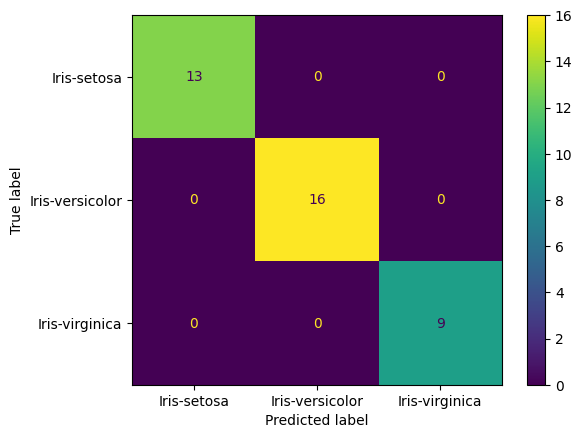 Iris-setosa 13 0 0
Iris-versicolor 0 16 0
Iris-virginica 0 0 9
Iris-setosa Iris-versicolor Iris-virginica
Predicted label
True label
16
14
12
10
8
6
4
2
0